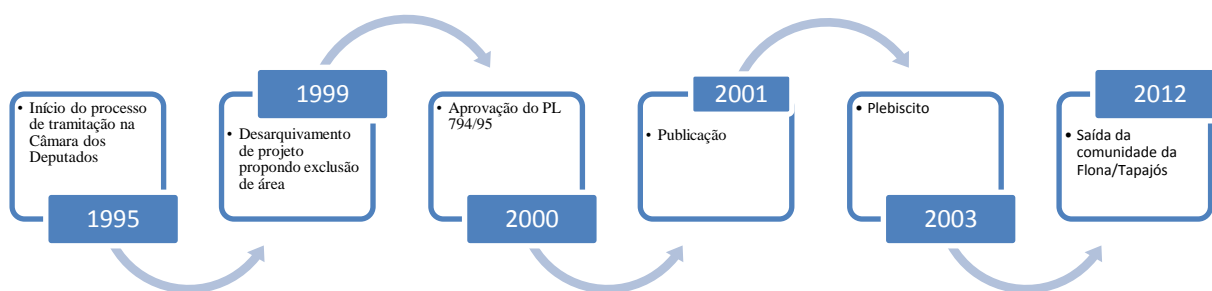 • Início do processo
de tramitação na
Câmara dos
Deputados
1995
1999
• Desarquivamento
de projeto
propondo exclusão
de área
• Aprovação do PL
794/95
2000
2001
• Publicação
• Plebiscito
2003
2012
• Saída da
comunidade da
Flona/Tapajós